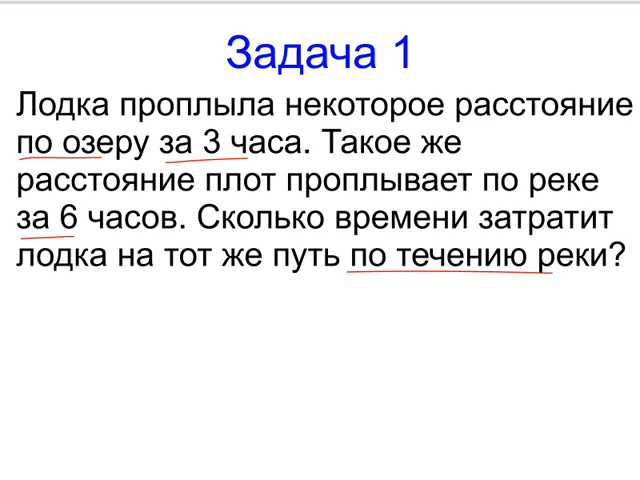 Задача 1
Лодка проплыла некоторое расстояние
по озеру за 3 часа. Такое же
расстояние плот проплывает по реке
за 6 часов. Сколько времени затратит
лодка на тот же путь по течению реки?